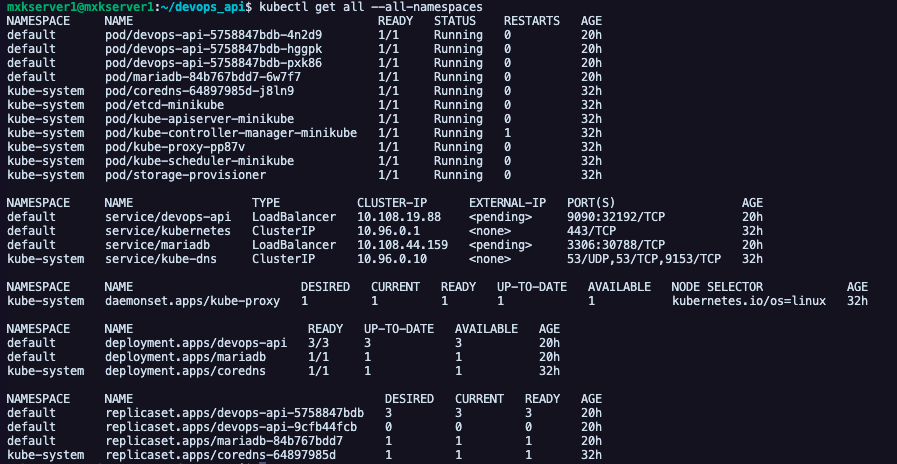 mxkserver1@mxkserver1:~/devops_api$ kubectl get all --all-namespaces
NAMESPACE NAME READY STATUS RESTARTS AGE
default pod/devops-api-5758847bdb-4n2d9 1/1 Running 0 20h
default pod/devops-api-5758847bdb-hggpk 1/1 Running 0 20h
default pod/devops-api-5758847bdb-pxk86 1/1 Running 0 20h
default pod/mariadb-84b767bdd7-6w7f7 1/1 Running 0 20h
kube-system pod/coredns-64897985d-j8ln9 1/1 Running 0 32h
kube-system pod/etcd-minikube 1/1 Running 0 32h
kube-system pod/kube-apiserver-minikube 1/1 Running 0 32h
kube-system pod/kube-controller-manager-minikube 1/1 Running 1 32h
kube-system pod/kube-proxy-pp87v 1/1 Running 0 32h
kube-system pod/kube-scheduler-minikube 1/1 Running 0 32h
kube-system pod/storage-provisioner 1/1 Running 0 32h
NAMESPACE NAME TYPE CLUSTER-IP EXTERNAL-IP PORT(S) AGE
default service/devops-api LoadBalancer 10.108.19.88 <pending> 9090:32192/TCP 20h
default service/kubernetes ClusterIP 10.96.0.1 <none> 443/TCP 32h
default service/mariadb LoadBalancer 10.108.44.159 <pending> 3306:30788/TCP 20h
kube-system service/kube-dns ClusterIP 10.96.0.10 <none> 53/UDP,53/TCP,9153/TCP 32h
NAMESPACE NAME DESIRED CURRENT READY UP-TO-DATE AVAILABLE NODE SELECTOR AGE
kube-system daemonset.apps/kube-proxy 1 1 1 1 1 kubernetes.io/os=linux 32h
NAMESPACE NAME READY UP-TO-DATE AVAILABLE AGE
default deployment.apps/devops-api 3/3 3 3 20h
default deployment.apps/mariadb 1/1 1 1 20h
kube-system deployment.apps/coredns 1/1 1 1 32h
NAMESPACE NAME DESIRED CURRENT READY AGE
default replicaset.apps/devops-api-5758847bdb 3 3 3 20h
default replicaset.apps/devops-api-9cfb44fcb 0 0 0 20h
default replicaset.apps/mariadb-84b767bdd7 1 1 1 20h
kube-system replicaset.apps/coredns-64897985d 1 1 1 32h